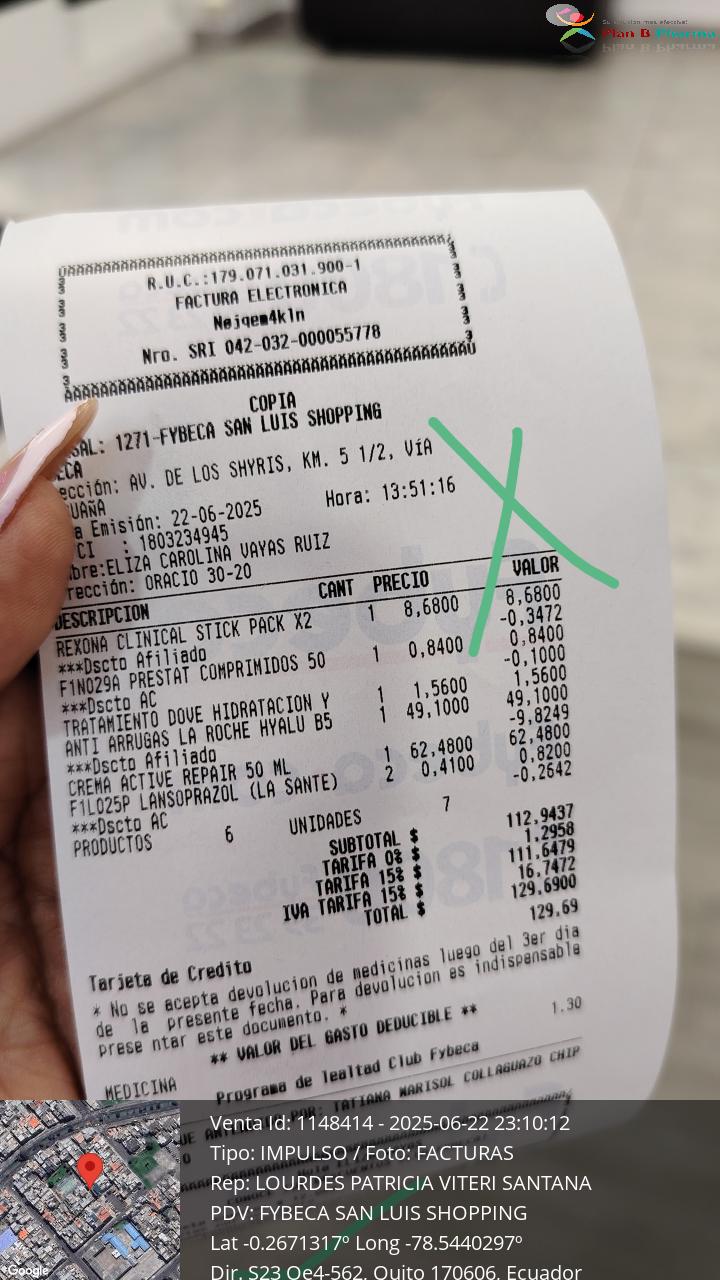 Plan B Pharma
R.U.C.:179.071.031.900-1
FACTURA ELECTRONICA
Nøjqem4kln
Nro. SRI 042-032-000055778
COPIA
SAL: 1271-FYBECA SAN LUIS SHOPPING
ECA
ección: AV. DE LOS SHYRIS, KM. 5 1/2, VÍA
UAÑA
a Emisión: 22-06-2025 Hora: 13:51:16
CI : 1803234945
bre:ELIZA CAROLINA VAYAS RUIZ
rección: ORACIO 30-20
DESCRIPCION CANT PRECIO VALOR
REXONA CLINICAL STICK PACK X2 1 8,6800 8,6800
***Dscto Afiliado -0,3472
F1N029A PRESTAT COMPRIMIDOS 50 1 0,8400 0,8400
***Dscto AC -0,1000
TRATAMIENTO DOVE HIDRATACION Y 1 1,5600 1,5600
ANTI ARRUGAS LA ROCHE HYALU B5 1 49,1000 49,1000
***Dscto Afiliado -9,8249
CREMA ACTIVE REPAIR 50 ML 1 62,4800 62,4800
F1L025P LANSOPRAZOL (LA SANTE) 2 0,4100 0,8200
***Dscto AC -0,2642
PRODUCTOS 6 UNIDADES 7
SUBTOTAL $ 112,9437
TARIFA 0% $ 1,2958
TARIFA 15% $ 111,6479
IVA TARIFA 15% $ 16,7472
TOTAL $ 129,6900
129,69
Tarjeta de Credito
* No se acepta devolucion de medicinas luego del 3er dia
de la presente fecha. Para devolucion es indispensable
prese ntar este documento. *
** VALOR DEL GASTO DEDUCIBLE **
MEDICINA 1.30
Programa de lealtad Club Fybeca
POR: TATIANA MARISOL COLLAGUAZO CHIP
Venta Id: 1148414 - 2025-06-22 23:10:12
Tipo: IMPULSO / Foto: FACTURAS
Rep: LOURDES PATRICIA VITERI SANTANA
PDV: FYBECA SAN LUIS SHOPPING
Lat -0.2671317º Long -78.5440297º
Dir. S23 Oe4-562, Quito 170606, Ecuador
Google